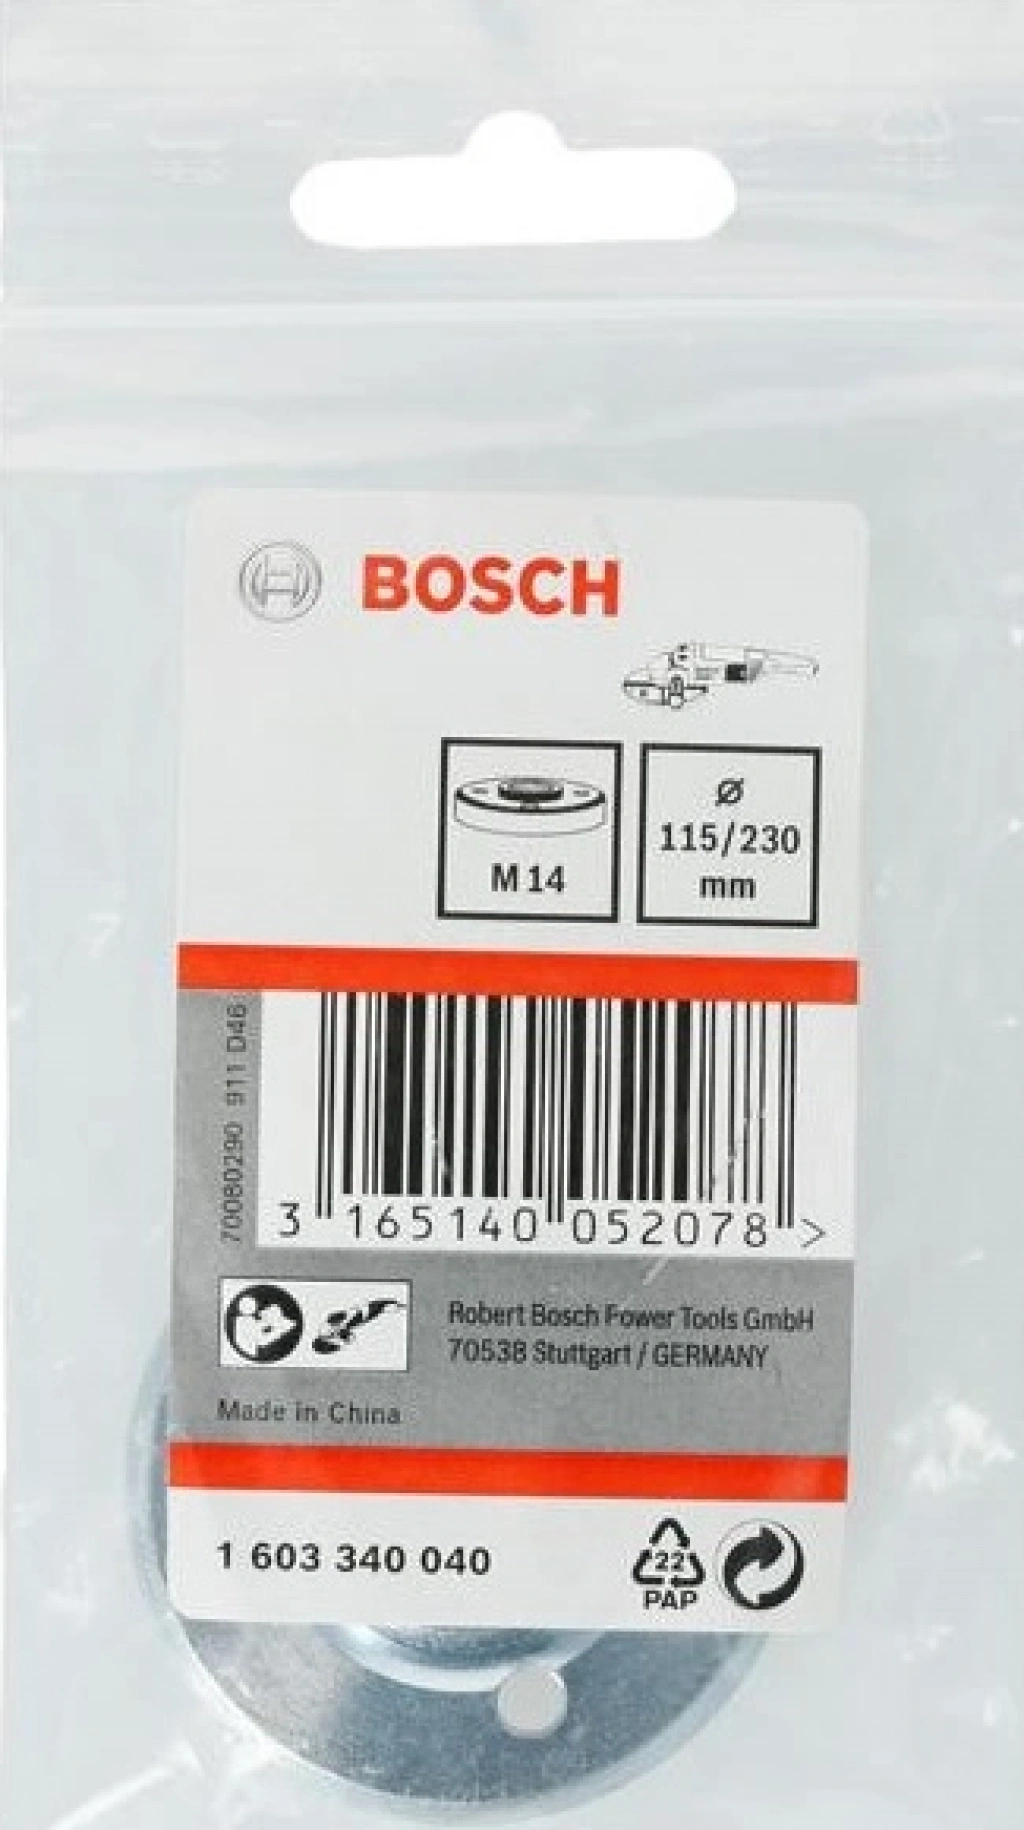 BOSCH
M 14
Ø
115/230
mm
70080290 911 D46
3 165140 052078 >
Robert Bosch Power Tools GmbH
70538 Stuttgart / GERMANY
Made in China
1 603 340 040
22
PAP